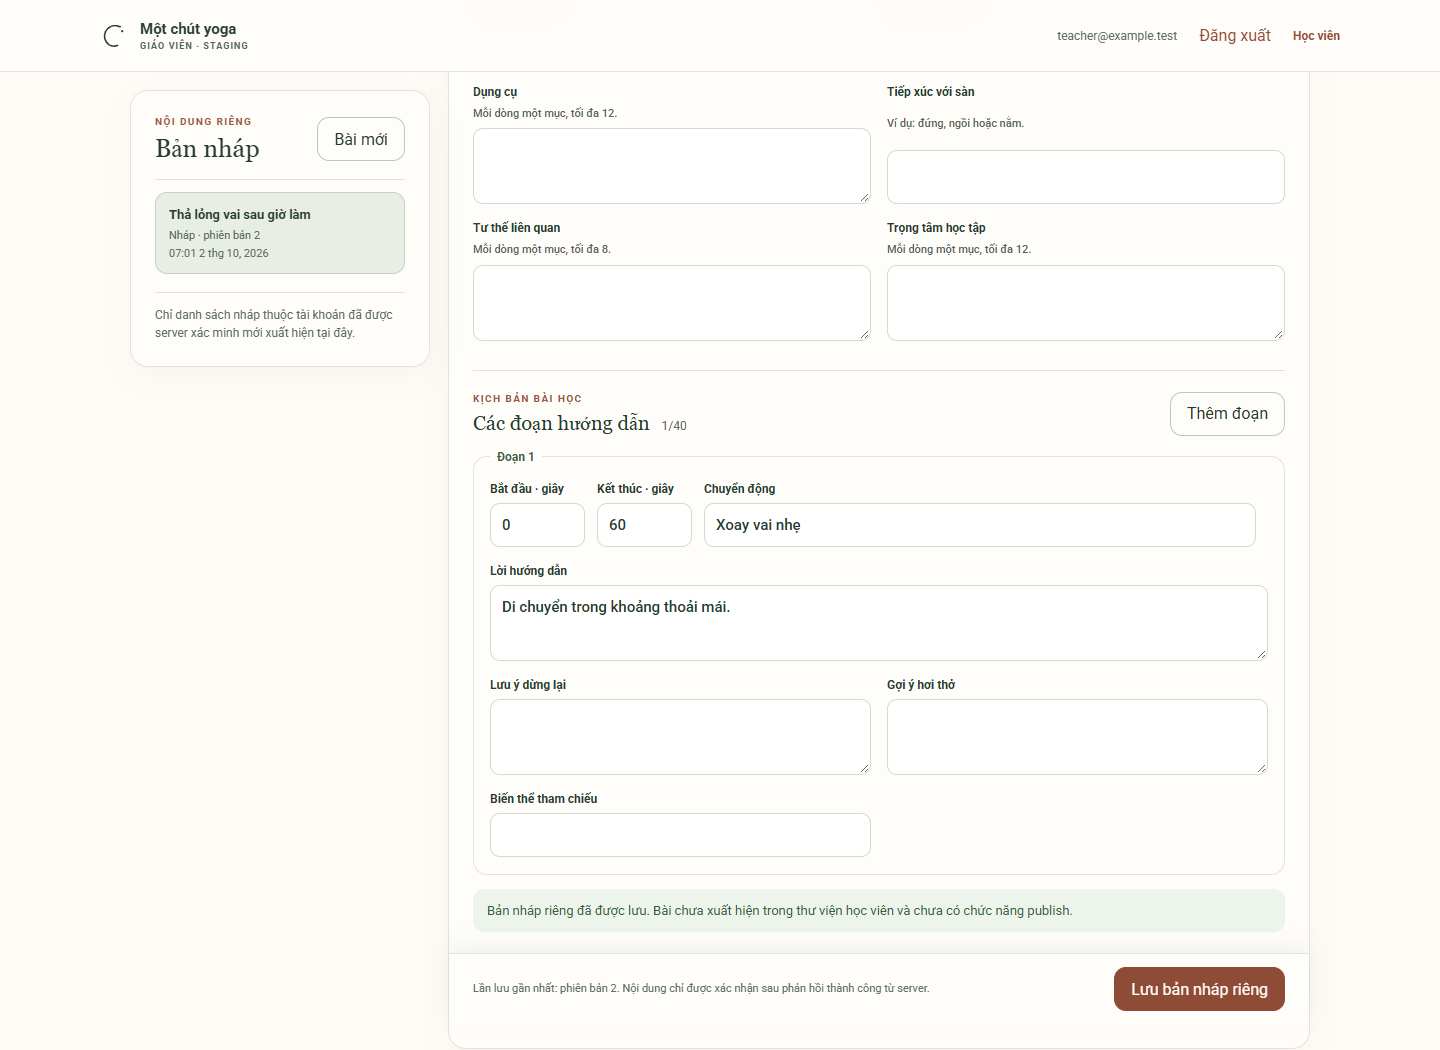 Một chút yoga
GIÁO VIÊN · STAGING
teacher@example.test
Đăng xuất
Học viên
NỘI DUNG RIÊNG
Bản nháp
Bài mới
Thả lỏng vai sau giờ làm
Nháp · phiên bản 2
07:01 2 thg 10, 2026
Chỉ danh sách nháp thuộc tài khoản đã được
server xác minh mới xuất hiện tại đây.
Dụng cụ
Mỗi dòng một mục, tối đa 12.
Tiếp xúc với sàn
Ví dụ: đứng, ngồi hoặc nằm.
Tư thế liên quan
Mỗi dòng một mục, tối đa 8.
Trọng tâm học tập
Mỗi dòng một mục, tối đa 12.
KỊCH BẢN BÀI HỌC
Các đoạn hướng dẫn 1/40
Thêm đoạn
Đoạn 1
Bắt đầu · giây
Kết thúc · giây
Chuyển động
0
60
Xoay vai nhẹ
Lời hướng dẫn
Di chuyển trong khoảng thoải mái.
Lưu ý dừng lại
Gợi ý hơi thở
Biến thể tham chiếu
Bản nháp riêng đã được lưu. Bài chưa xuất hiện trong thư viện học viên và chưa có chức năng publish.
Lần lưu gần nhất: phiên bản 2. Nội dung chỉ được xác nhận sau phản hồi thành công từ server.
Lưu bản nháp riêng